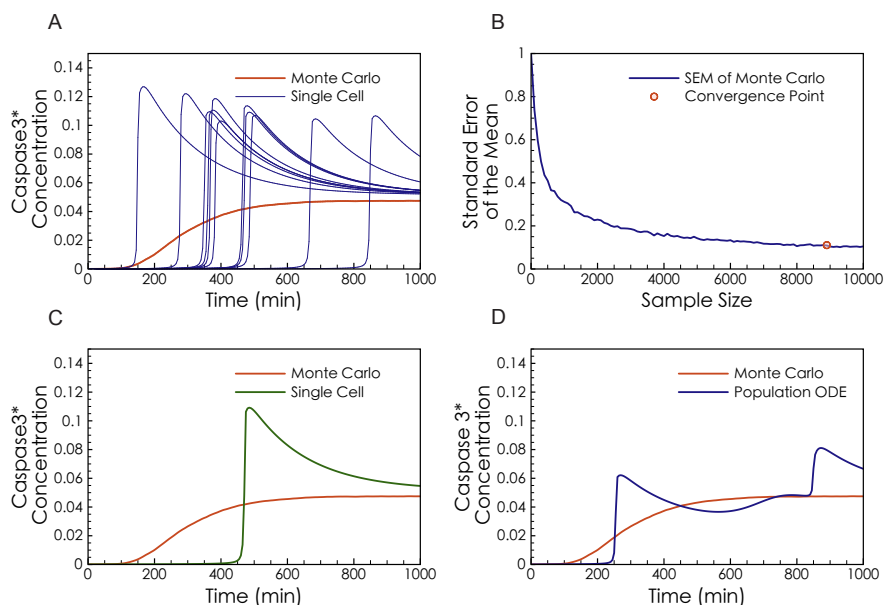 A
Caspase3*
Concentration
0.14
0.12
0.1
0.08
0.06
0.04
0.02
0
Monte Carlo
Single Cell
0 200 400 600 800 1000
Time (min)
B
Standard Error
of the Mean
1
0.8
0.6
0.4
0.2
0
SEM of Monte Carlo
Convergence Point
0 2000 4000 6000 8000 10000
Sample Size
C
Caspase3*
Concentration
0.14
0.12
0.1
0.08
0.06
0.04
0.02
0
Monte Carlo
Single Cell
0 200 400 600 800 1000
Time (min)
D
Caspase 3*
Concentration
0.14
0.12
0.1
0.08
0.06
0.04
0.02
0
Monte Carlo
Population ODE
0 200 400 600 800 1000
Time (min)